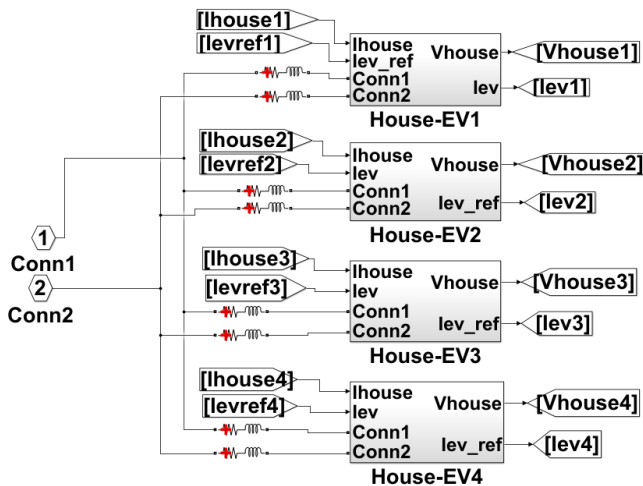 [Ihouse1]
[Ievref1]
Ihouse
Iev_ref
Conn1
Conn2
Vhouse
Iev
[Vhouse1]
[Iev1]
House-EV1
[Ihouse2]
[Ievref2]
Ihouse
Iev
Conn1
Conn2
Vhouse
Iev_ref
[Vhouse2]
[Iev2]
House-EV2
1
Conn1
2
Conn2
[Ihouse3]
[Ievref3]
Ihouse
Iev
Conn1
Conn2
Vhouse
Iev_ref
[Vhouse3]
[Iev3]
House-EV3
[Ihouse4]
[Ievref4]
Ihouse
Iev
Conn1
Conn2
Vhouse
Iev_ref
[Vhouse4]
[Iev4]
House-EV4